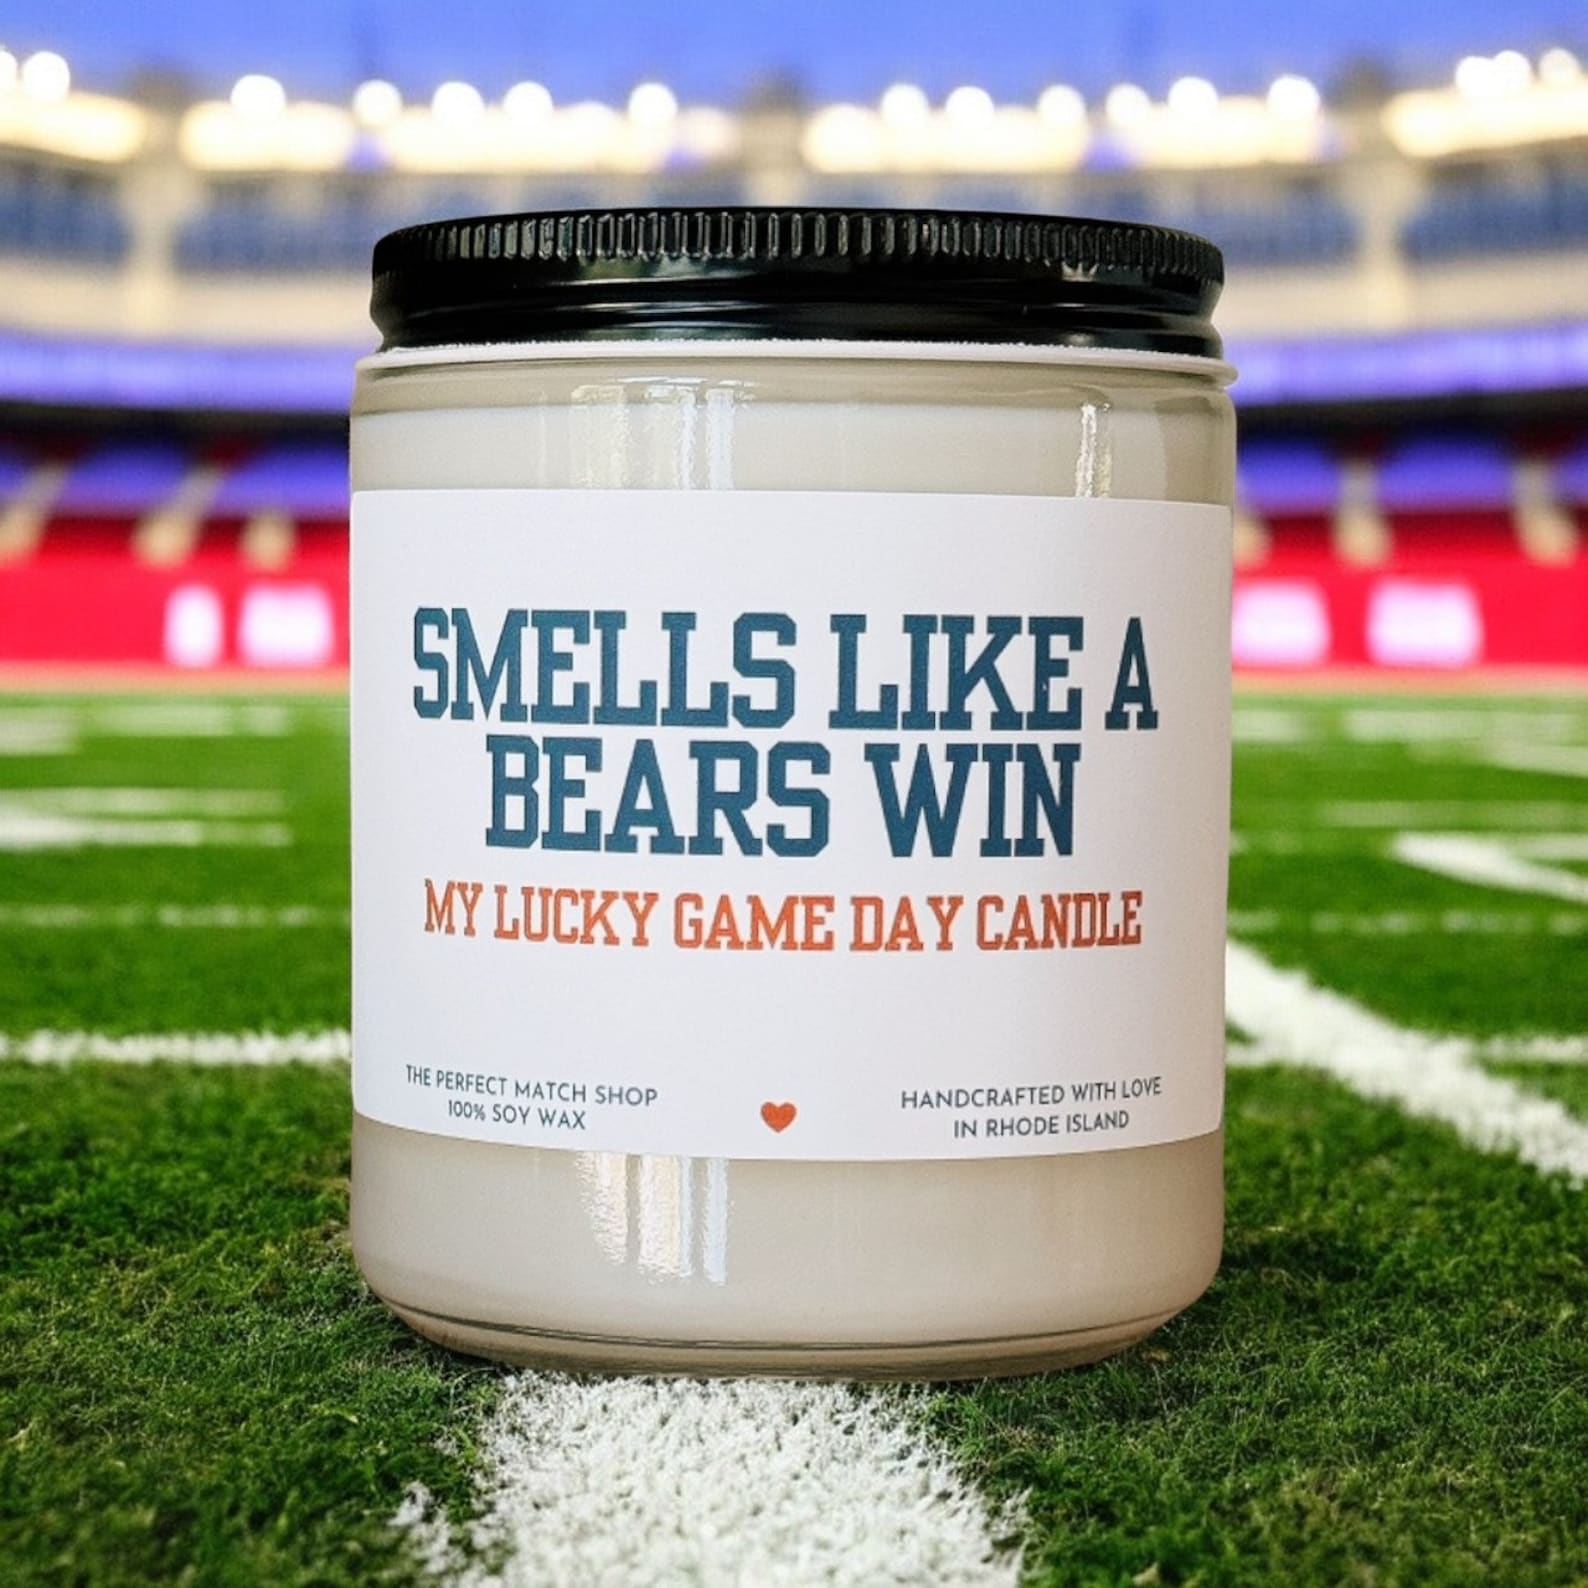 SMELLS LIKE A
BEARS WIN
MY LUCKY GAME DAY CANDLE
THE PERFECT MATCH SHOP
100% SOY WAX
HANDCRAFTED WITH LOVE
IN RHODE ISLAND